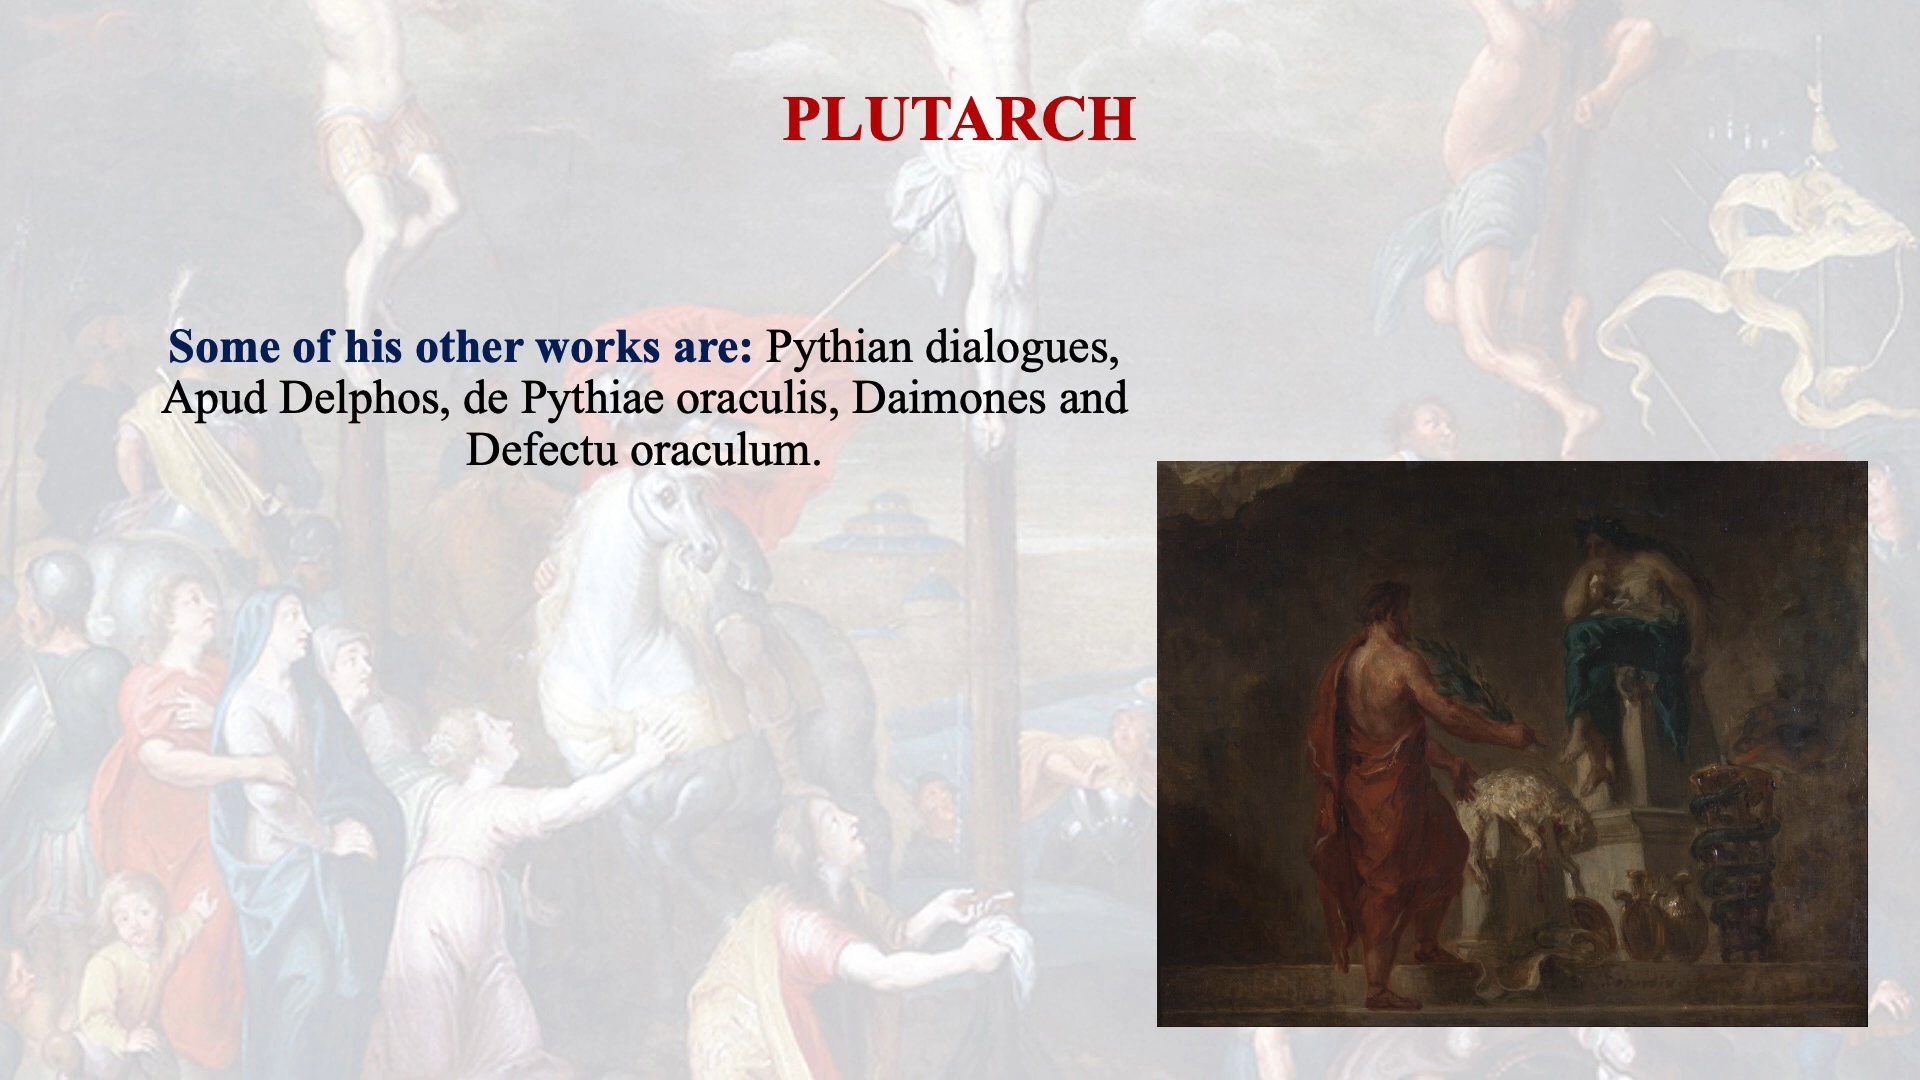 PLUTARCH
Some of his other works are: Pythian dialogues,
Apud Delphos, de Pythiae oraculis, Daimones and
Defectu oraculum.